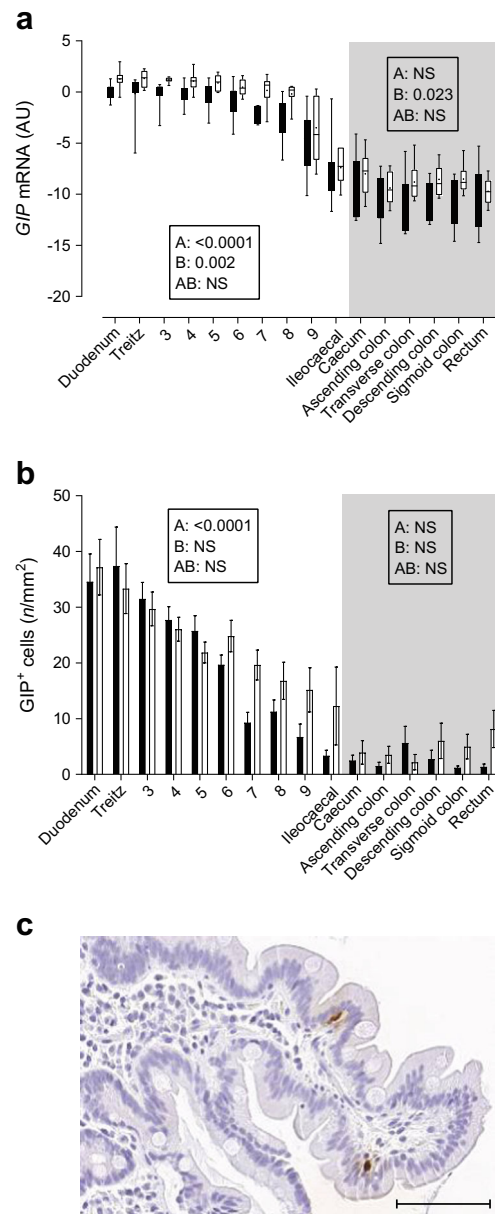 a
5
0
-5
-10
-15
-20
GIP mRNA (AU)
A: NS
B: 0.023
AB: NS
A: <0.0001
B: 0.002
AB: NS
Duodenum
Treitz
3
4
5
6
7
8
9
Ileocaecal
Caecum
Ascending colon
Transverse colon
Descending colon
Sigmoid colon
Rectum
b
50
40
30
20
10
0
GIP+ cells (n/mm2)
A: <0.0001
B: NS
AB: NS
A: NS
B: NS
AB: NS
Duodenum
Treitz
3
4
5
6
7
8
9
Ileocaecal
Caecum
Ascending colon
Transverse colon
Descending colon
Sigmoid colon
Rectum
c